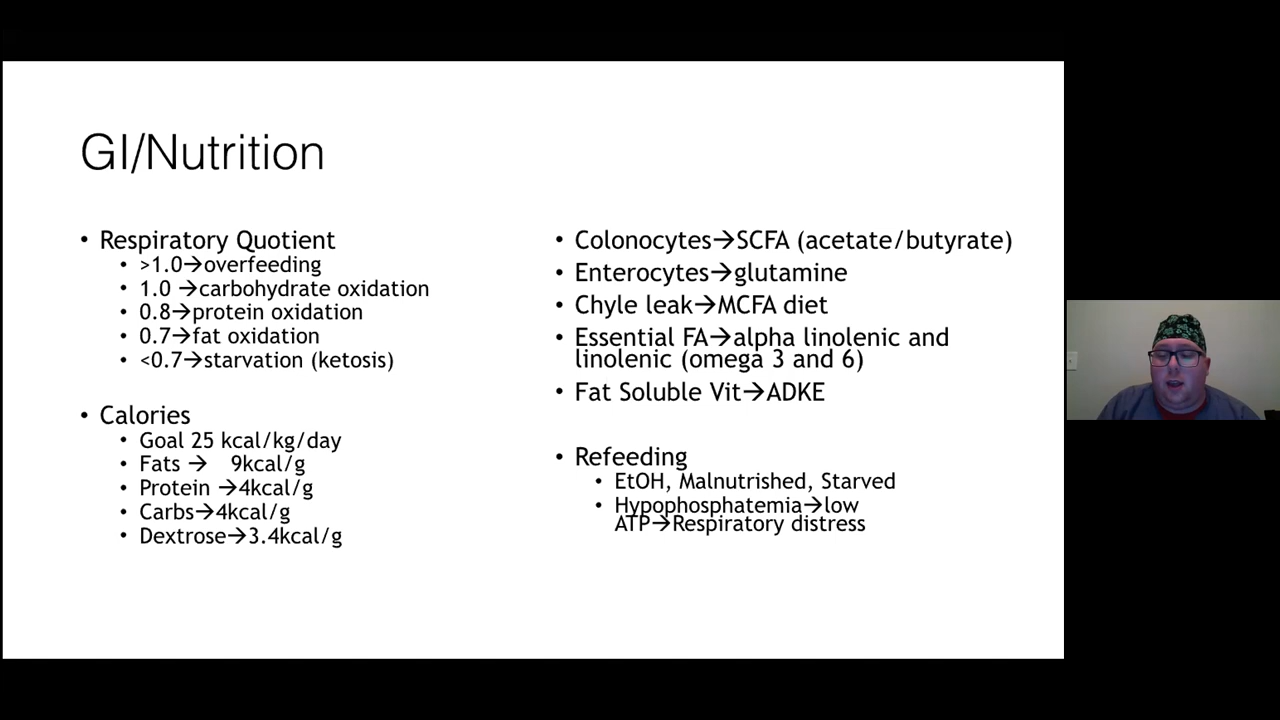 GI/Nutrition
• Respiratory Quotient
• >1.0→overfeeding
• 1.0 →carbohydrate oxidation
• 0.8→protein oxidation
• 0.7→fat oxidation
• <0.7→starvation (ketosis)
• Calories
• Goal 25 kcal/kg/day
• Fats → 9kcal/g
• Protein →4kcal/g
• Carbs→4kcal/g
• Dextrose→3.4kcal/g
• Colonocytes→SCFA (acetate/butyrate)
• Enterocytes→glutamine
• Chyle leak→MCFA diet
• Essential FA→alpha linolenic and
linolenic (omega 3 and 6)
• Fat Soluble Vit→ADKE
• Refeeding
• EtOH, Malnutrished, Starved
• Hypophosphatemia→low
ATP→Respiratory distress